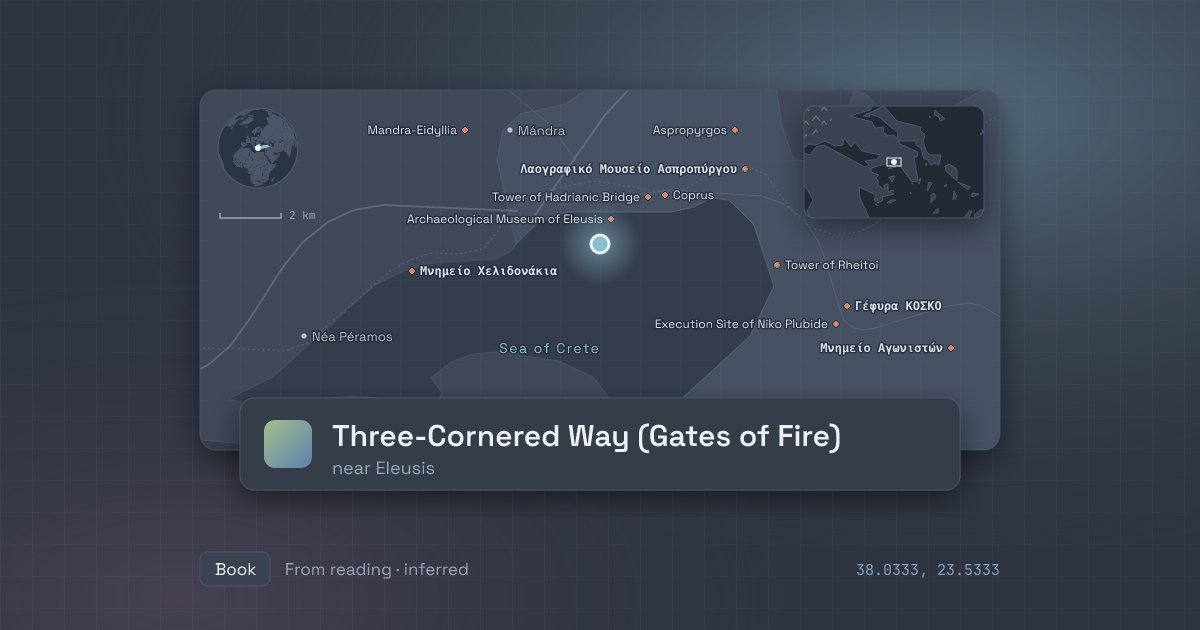 Mandra-Eidyllia
Mándra
Aspropyrgos
Λαογραφικό Μουσείο Ασπροπύργου
Tower of Hadrianic Bridge
Coprus
2 km
Archaeological Museum of Eleusis
Μνημείο Χελιδονάκια
Tower of Rheitoi
Γέφυρα ΚΟΣΚΟ
Execution Site of Niko Plubide
Néa Péramos
Sea of Crete
Μνημείο Αγωνιστών
Three-Cornered Way (Gates of Fire)
near Eleusis
Book
From reading · inferred
38.0333, 23.5333